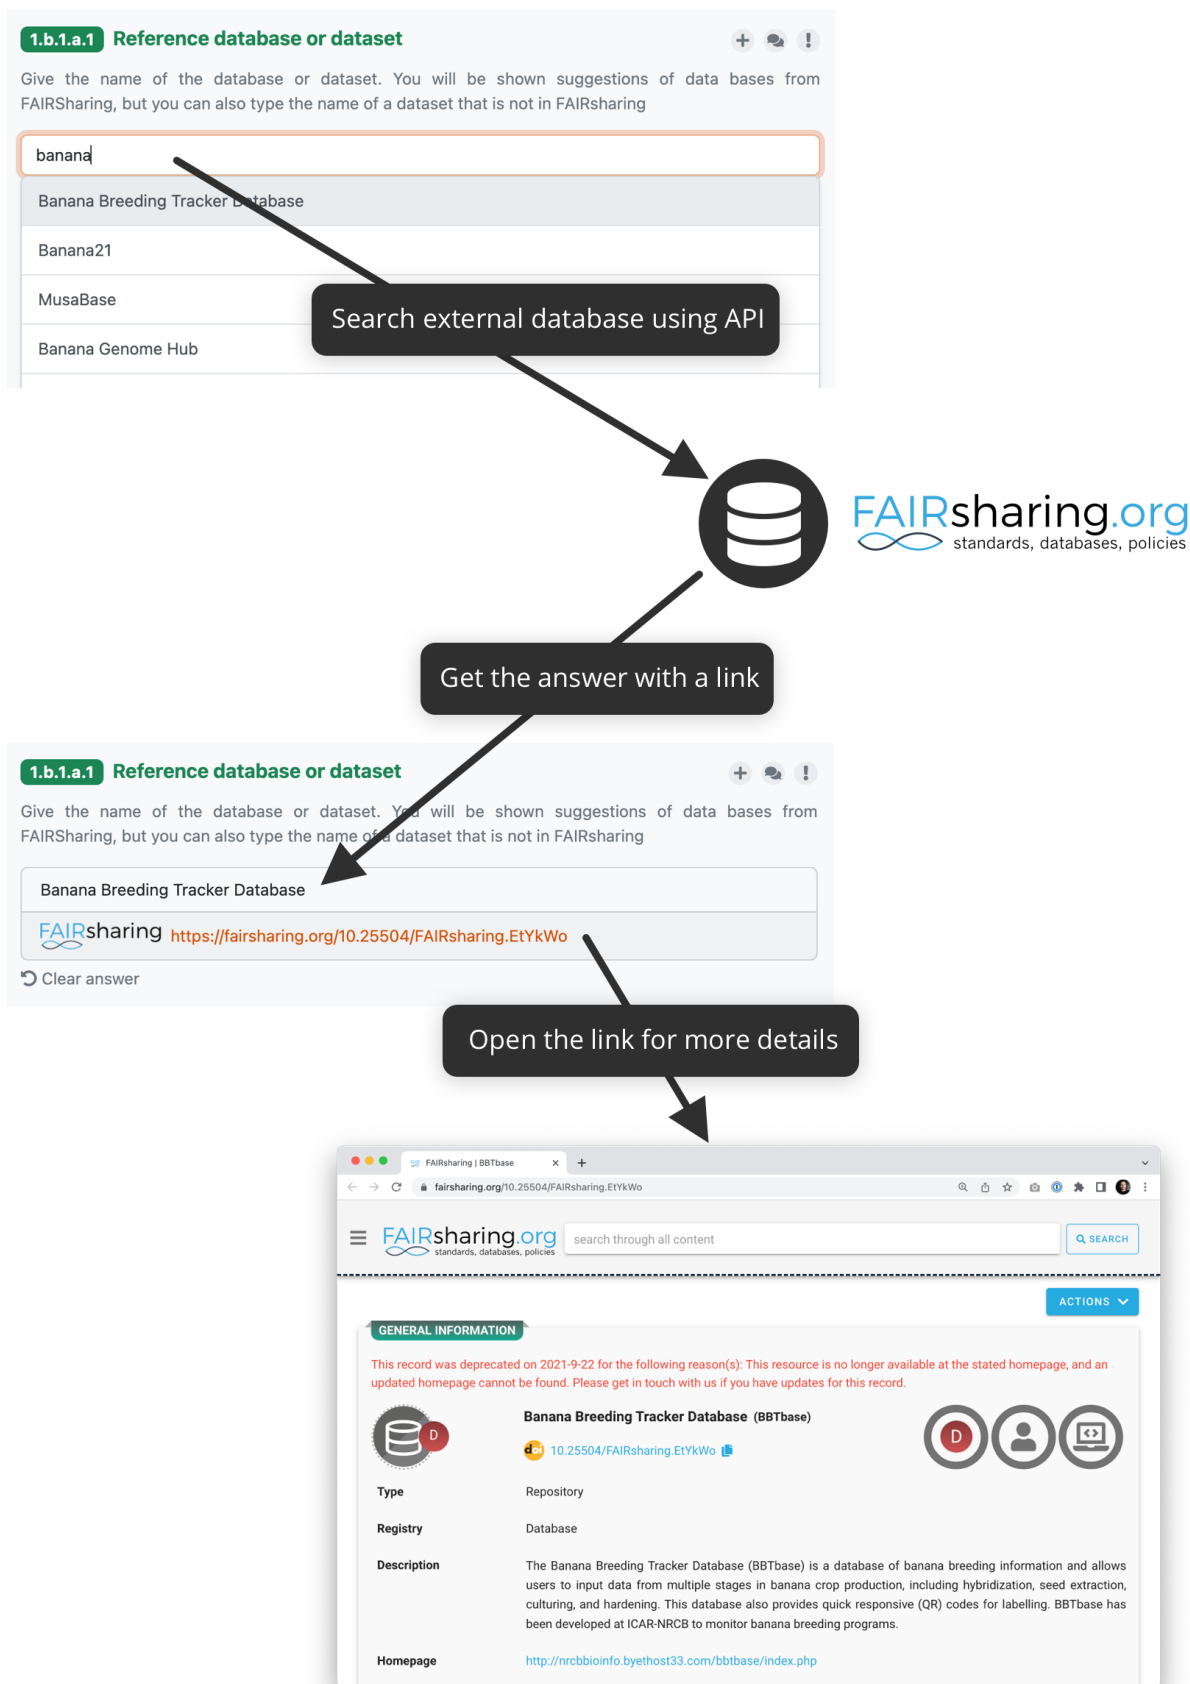 1.b.1.a.1 Reference database or dataset
Give the name of the database or dataset. You will be shown suggestions of data bases from
FAIRSharing, but you can also type the name of a dataset that is not in FAIRsharing
banana
Banana Breeding Tracker Database
Banana21
MusaBase
Banana Genome Hub
Search external database using API
FAIRsharing.org
standards, databases, policies
Get the answer with a link
1.b.1.a.1 Reference database or dataset
Give the name of the database or dataset. You will be shown suggestions of data bases from
FAIRSharing, but you can also type the name of a dataset that is not in FAIRsharing
Banana Breeding Tracker Database
FAIRsharing https://fairsharing.org/10.25504/FAIRsharing.EtYkWo
Clear answer
Open the link for more details
FAIRsharing | BBTbase
fairsharing.org/10.25504/FAIRsharing.EtYkWo
FAIRsharing.org
standards, databases, policies
search through all content
SEARCH
ACTIONS
GENERAL INFORMATION
This record was deprecated on 2021-9-22 for the following reason(s): This resource is no longer available at the stated homepage, and an
updated homepage cannot be found. Please get in touch with us if you have updates for this record.
D
Banana Breeding Tracker Database (BBTbase)
doi 10.25504/FAIRsharing.EtYkWo
D
Type Repository
Registry Database
Description The Banana Breeding Tracker Database (BBTbase) is a database of banana breeding information and allows
users to input data from multiple stages in banana crop production, including hybridization, seed extraction,
culturing, and hardening. This database also provides quick responsive (QR) codes for labelling. BBTbase has
been developed at ICAR-NRCB to monitor banana breeding programs.
Homepage http://nrcbbioinfo.byethost33.com/bbtbase/index.php